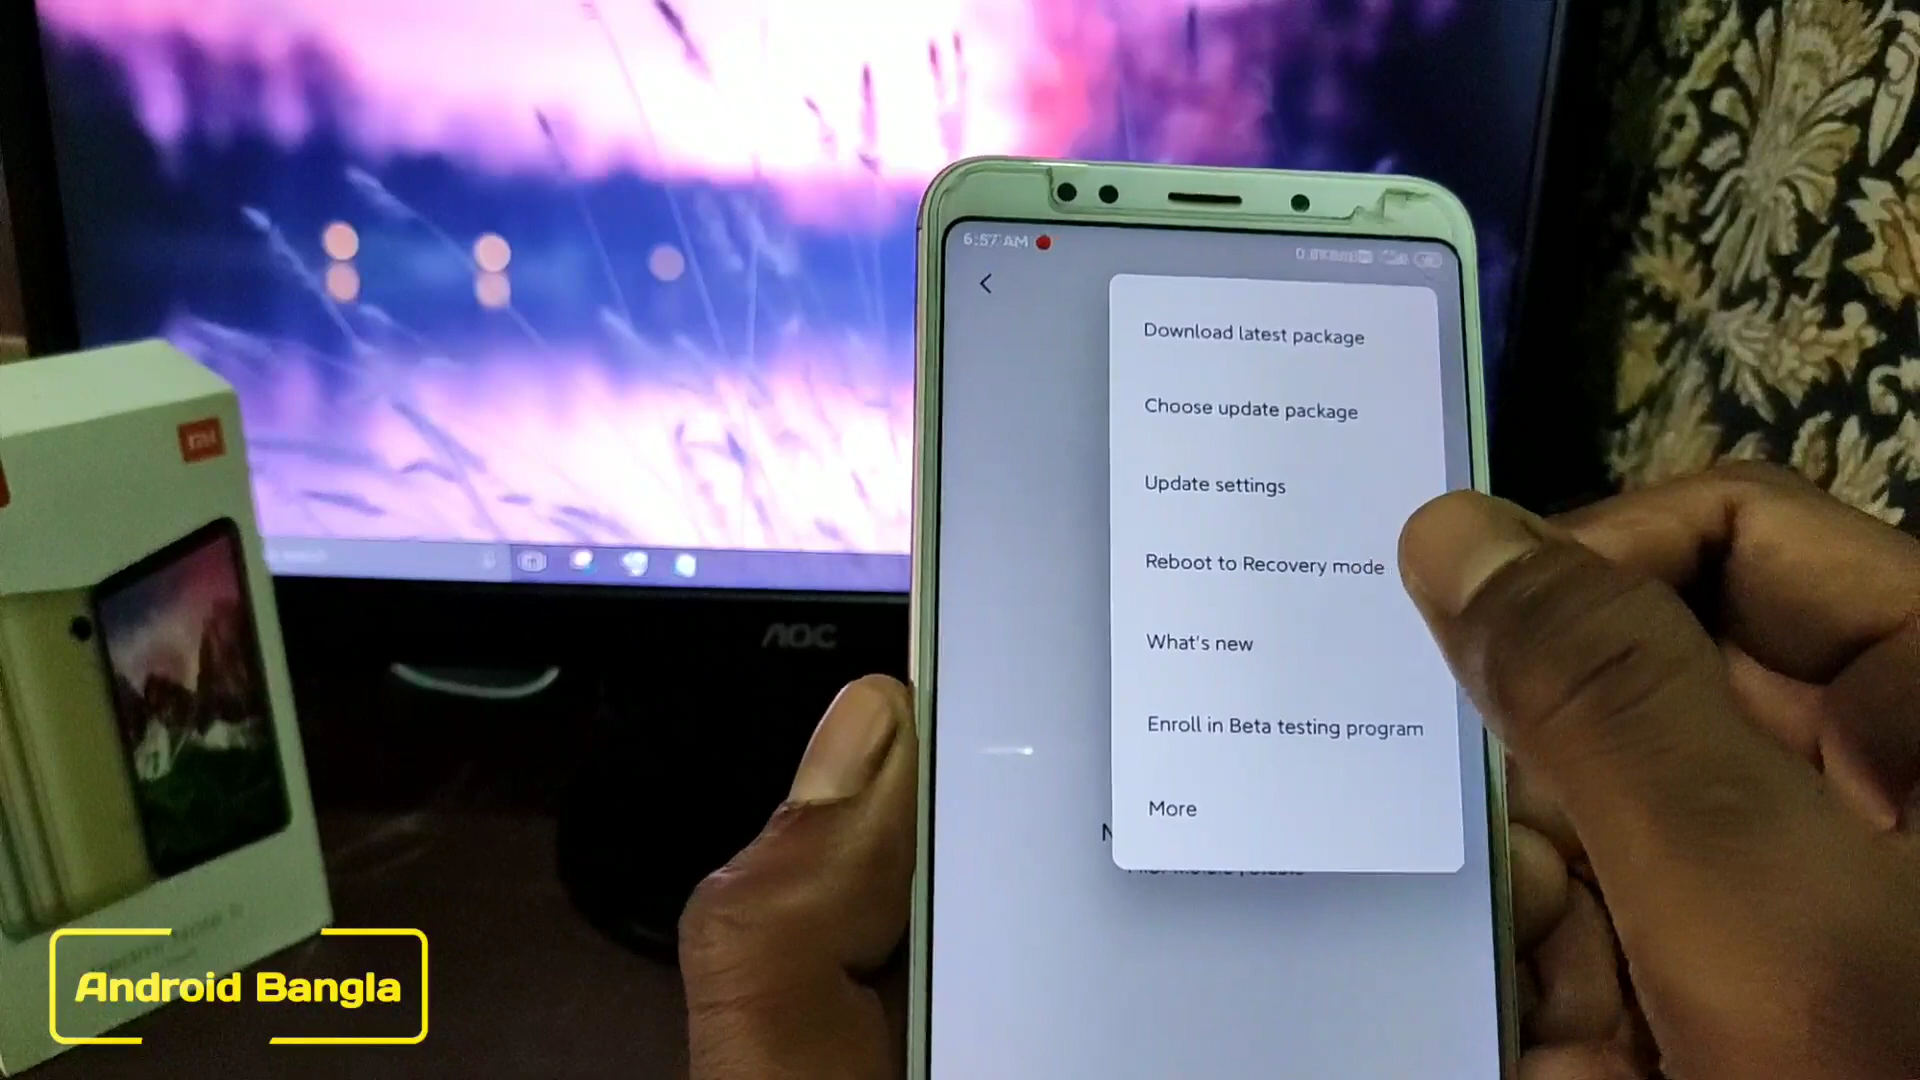 6:57 AM
Download latest package
Choose update package
Update settings
Reboot to Recovery mode
What's new
Enroll in Beta testing program
More
AOC
Android Bangla